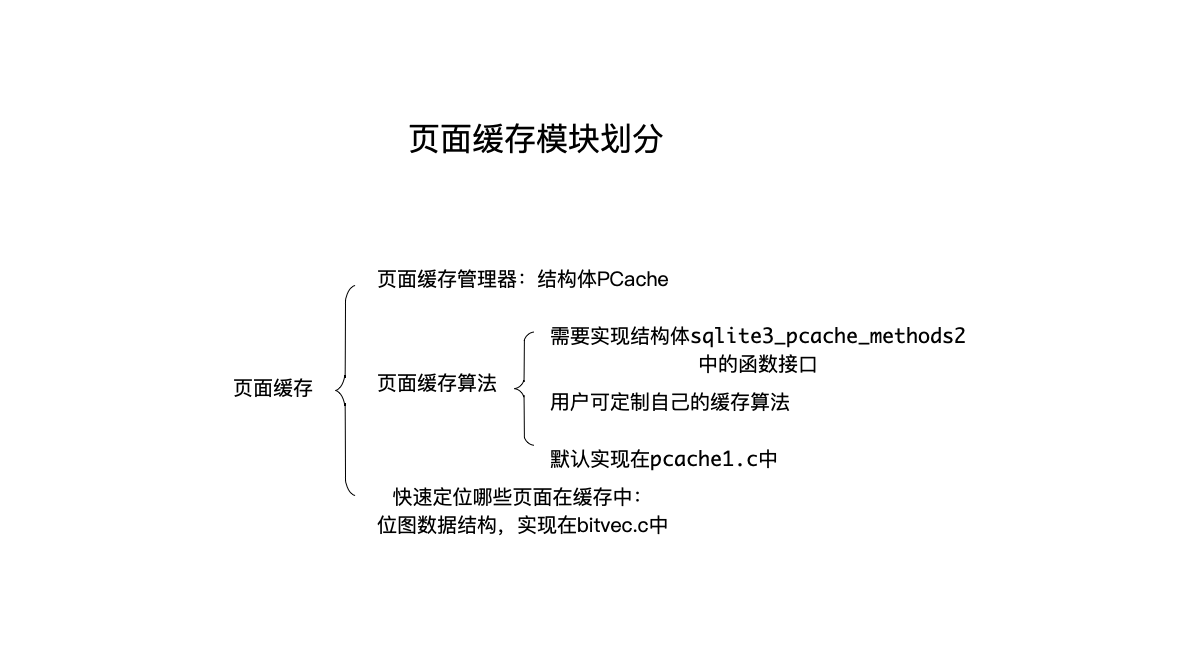 页面缓存模块划分
页面缓存管理器：结构体PCache
需要实现结构体sqlite3_pcache_methods2
中的函数接口
页面缓存算法
页面缓存
用户可定制自己的缓存算法
默认实现在pcache1.c中
快速定位哪些页面在缓存中：
位图数据结构，实现在bitvec.c中